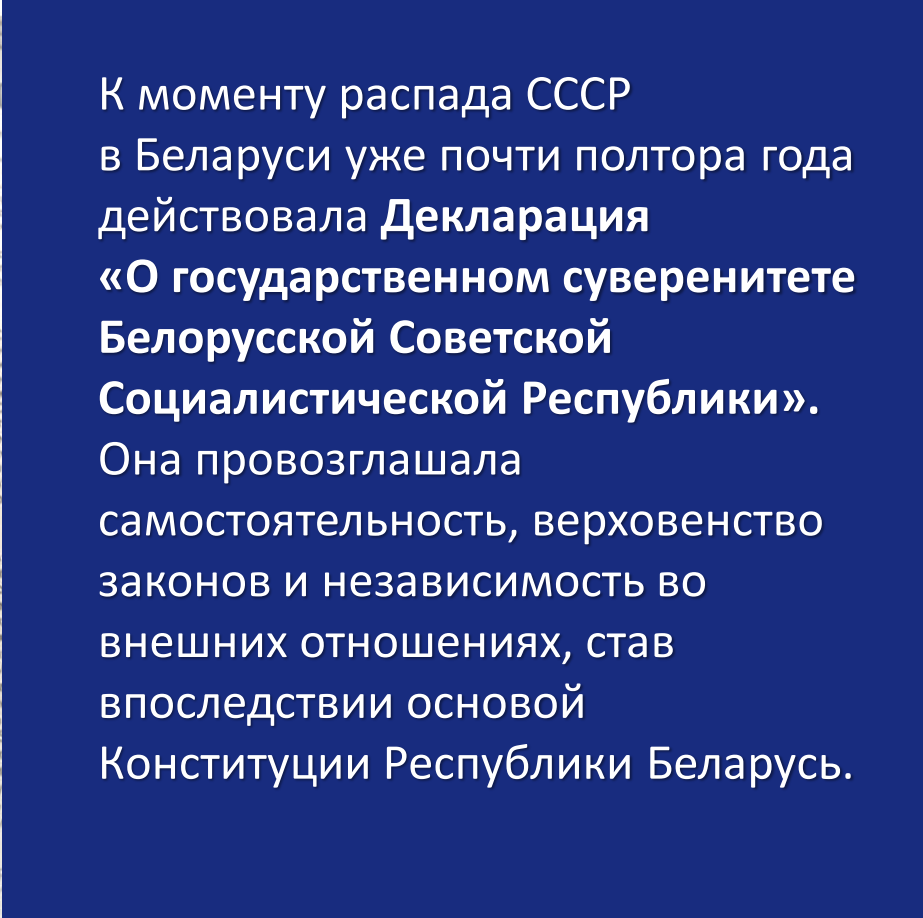 К моменту распада СССР
в Беларуси уже почти полтора года
действовала Декларация
«О государственном суверенитете
Белорусской Советской
Социалистической Республики».
Она провозглашала
самостоятельность, верховенство
законов и независимость во
внешних отношениях, став
впоследствии основой
Конституции Республики Беларусь.